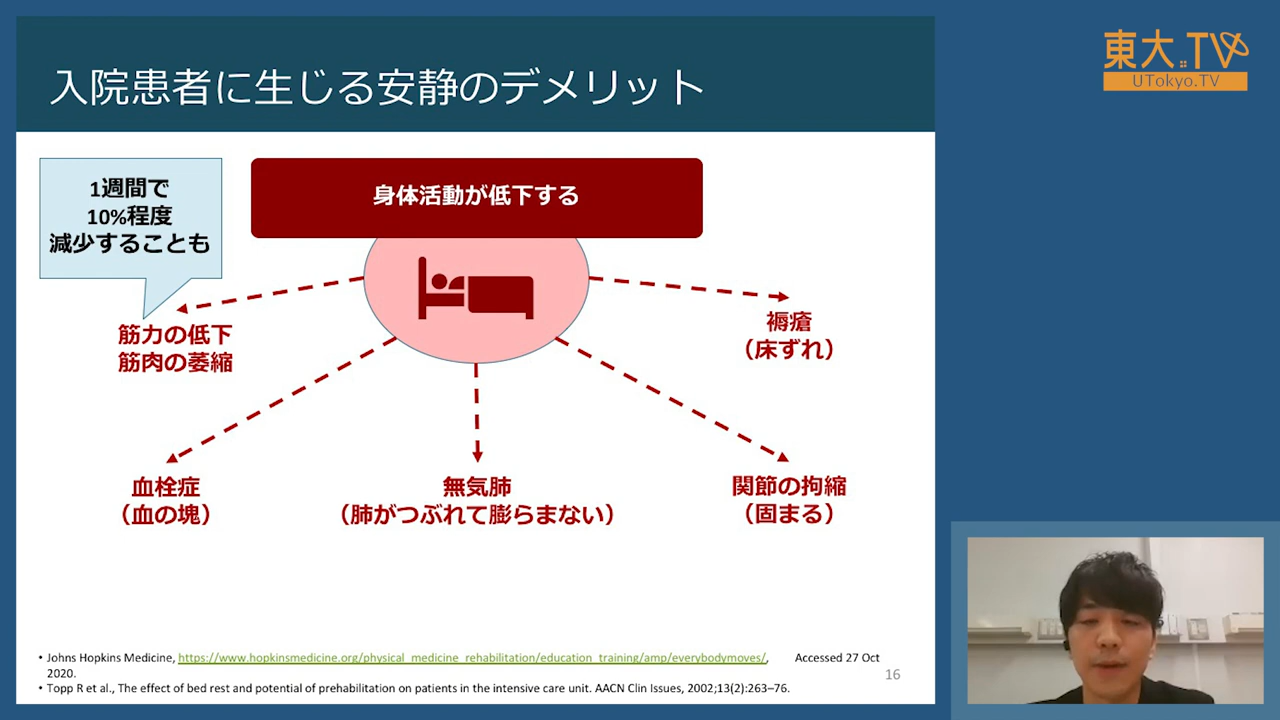 入院患者に生じる安静のデメリット
東大.TV
UTokyo.TV
1週間で
10%程度
減少することも
身体活動が低下する
筋力の低下
筋肉の萎縮
褥瘡
（床ずれ）
血栓症
（血の塊）
無気肺
（肺がつぶれて膨らまない）
関節の拘縮
（固まる）
• Johns Hopkins Medicine, https://www.hopkinsmedicine.org/physical_medicine_rehabilitation/education_training/amp/everybodymoves/, Accessed 27 Oct
2020.
• Topp R et al., The effect of bed rest and potential of prehabilitation on patients in the intensive care unit. AACN Clin Issues, 2002;13(2):263–76.
16